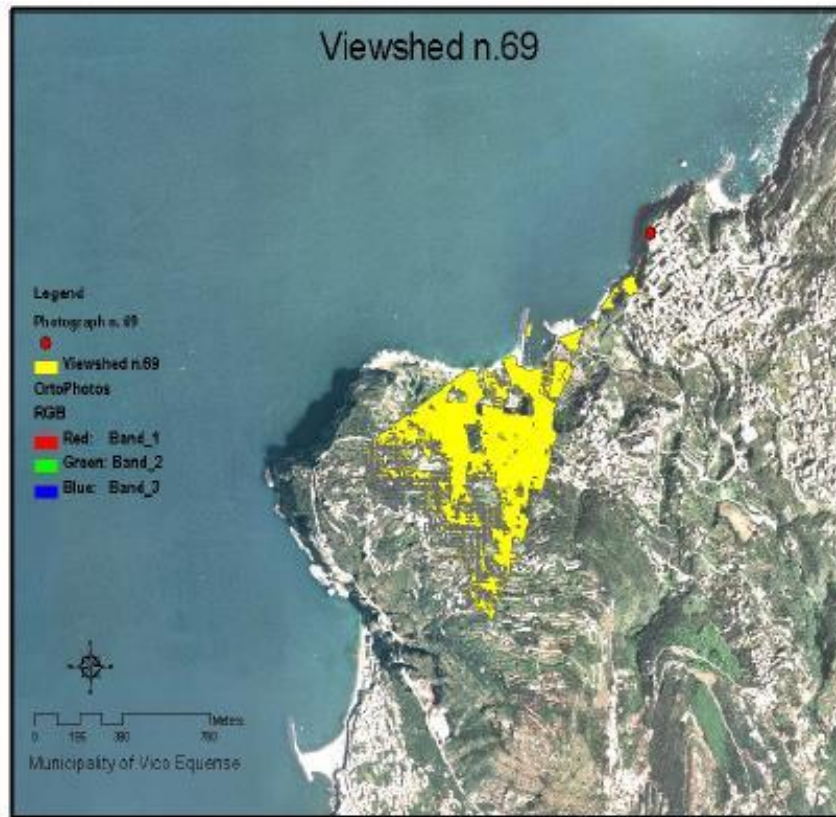 Viewshed n.69
Legend
Photograph n. 69
Viewshed n.69
OrtoPhotos
RGB
Red: Band_1
Green: Band_2
Blue: Band_3
Meters
0 195 390 780
Municipality of Vico Equense